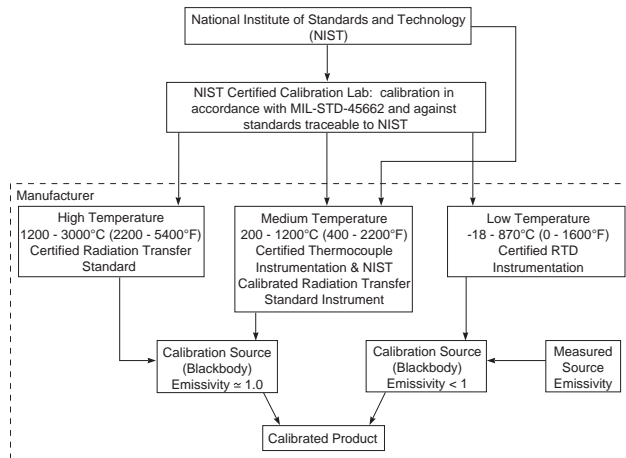 National Institute of Standards and Technology
(NIST)
NIST Certified Calibration Lab: calibration in
accordance with MIL-STD-45662 and against
standards traceable to NIST
Manufacturer
High Temperature
1200 - 3000°C (2200 - 5400°F)
Certified Radiation Transfer
Standard
Medium Temperature
200 - 1200°C (400 - 2200°F)
Certified Thermocouple
Instrumentation & NIST
Calibrated Radiation Transfer
Standard Instrument
Low Temperature
-18 - 870°C (0 - 1600°F)
Certified RTD
Instrumentation
Calibration Source
(Blackbody)
Emissivity ≃ 1.0
Calibration Source
(Blackbody)
Emissivity < 1
Measured
Source
Emissivity
Calibrated Product